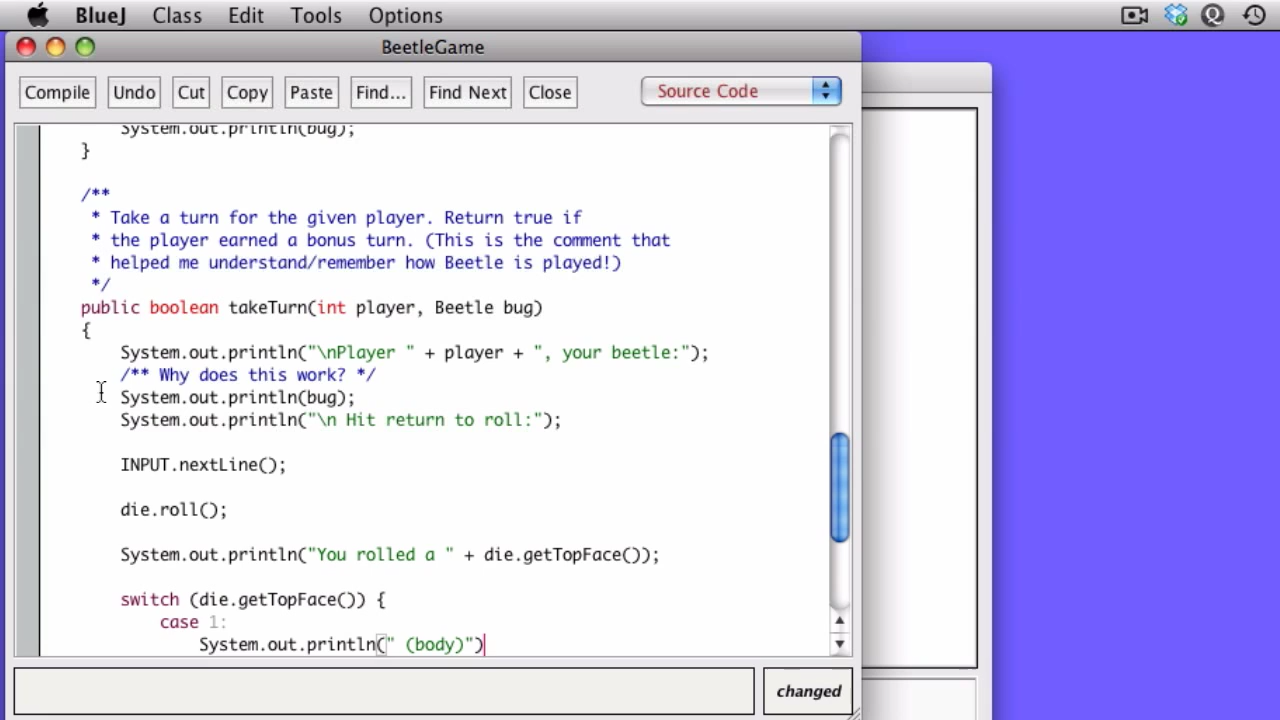 BlueJ Class Edit Tools Options
BeetleGame
Compile Undo Cut Copy Paste Find... Find Next Close Source Code
System.out.println(bug);
}
/**
* Take a turn for the given player. Return true if
* the player earned a bonus turn. (This is the comment that
* helped me understand/remember how Beetle is played!)
*/
public boolean takeTurn(int player, Beetle bug)
{
System.out.println("\nPlayer " + player + ", your beetle:");
/** Why does this work? */
System.out.println(bug);
System.out.println("\n Hit return to roll:");
INPUT.nextLine();
die.roll();
System.out.println("You rolled a " + die.getTopFace());
switch (die.getTopFace()) {
case 1:
System.out.println(" (body)")
changed